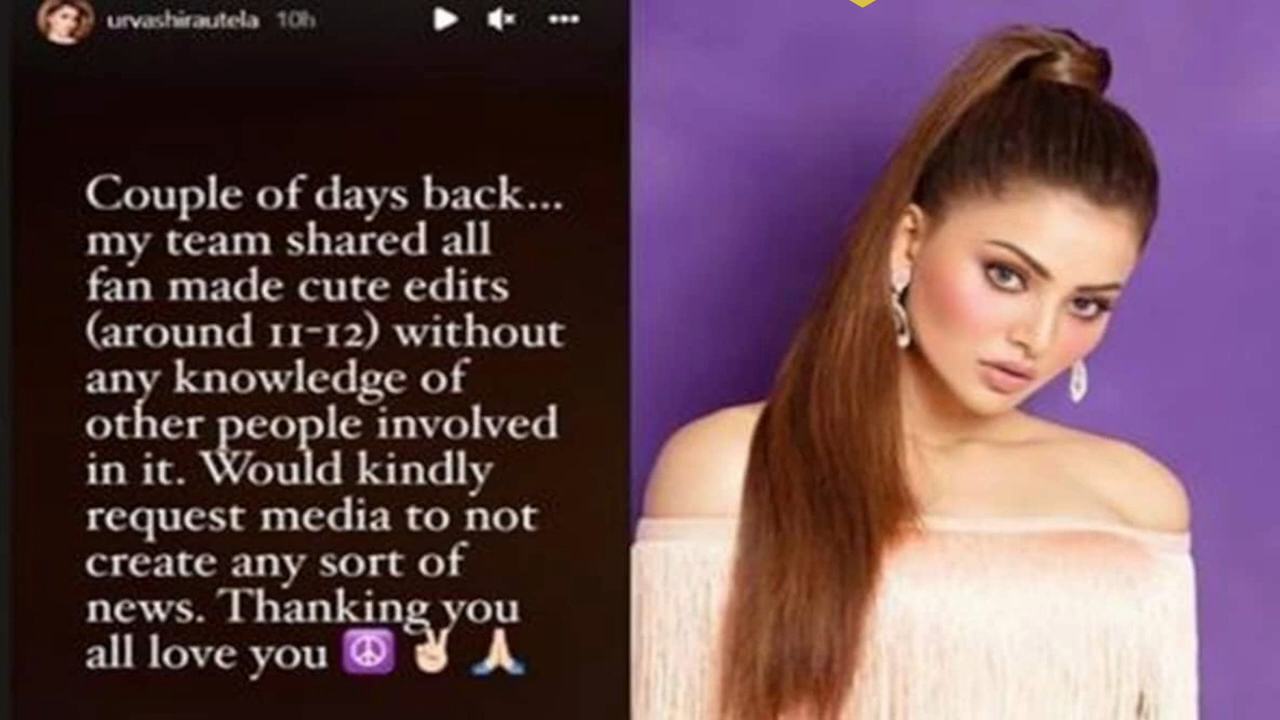 urvashirautela 10h
Couple of days back...
my team shared all
fan made cute edits
(around 11-12) without
any knowledge of
other people involved
in it. Would kindly
request media to not
create any sort of
news. Thanking you
all love you ☮️ ✌🏻 🙏🏻